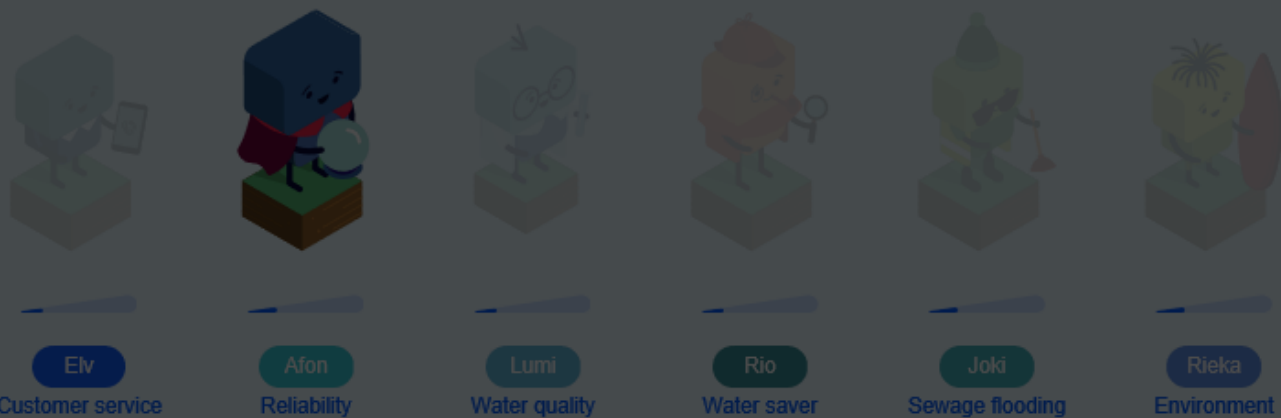 Elv
Afon
Lumi
Rio
Joki
Rieka
Customer service
Reliability
Water quality
Water saver
Sewage flooding
Environment